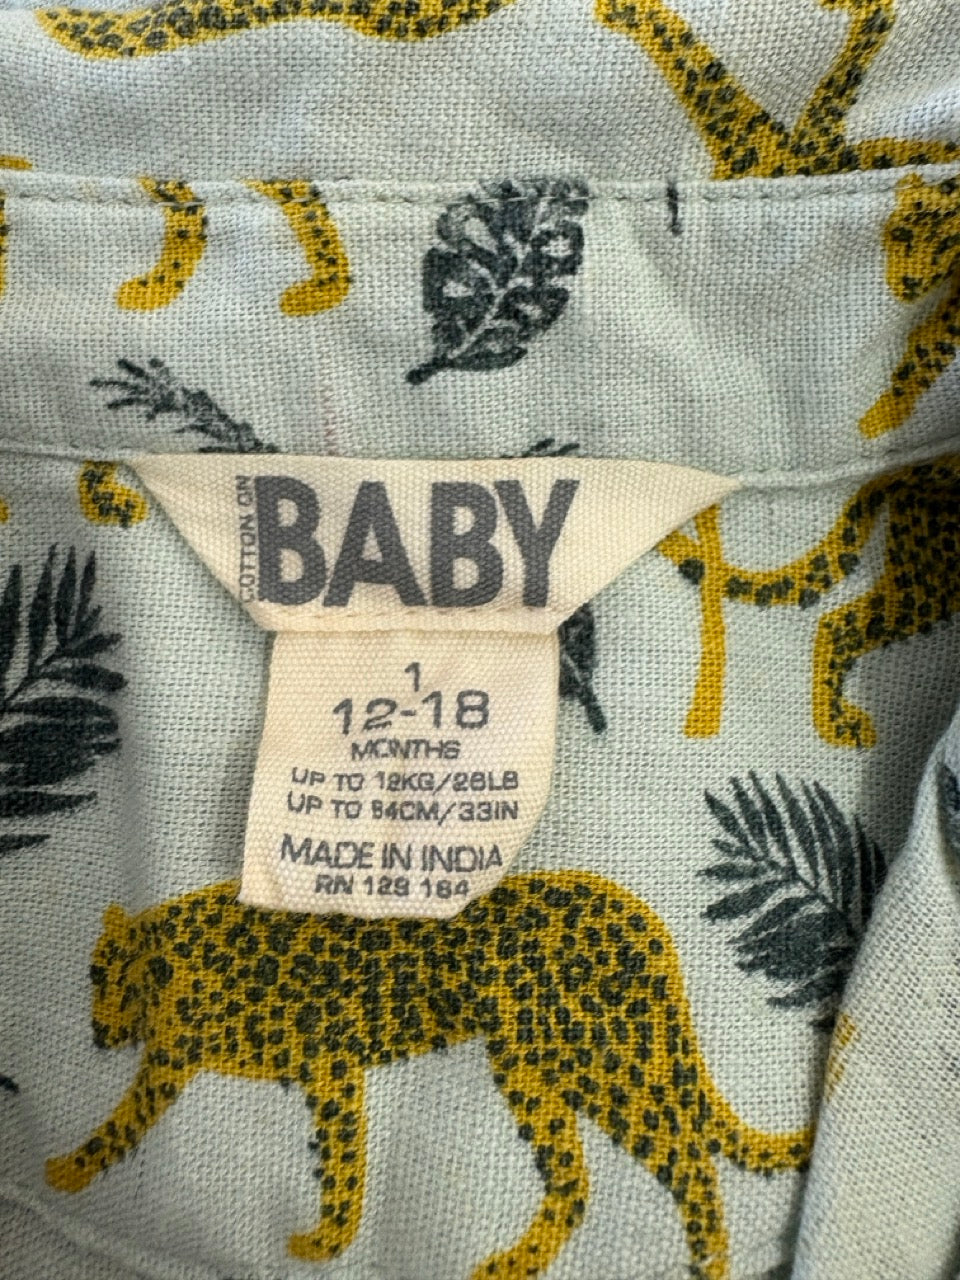 COTTON ON
BABY
1
12-18
MONTHS
UP TO 12KG/26LB
UP TO 84CM/33IN
MADE IN INDIA
RN 128 164